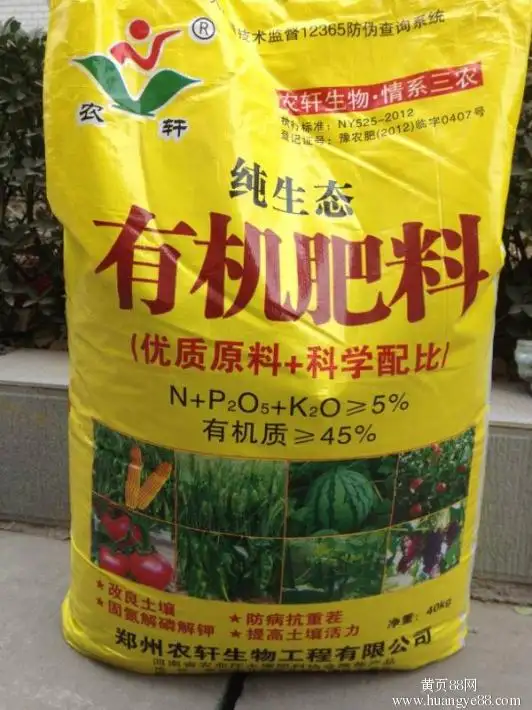 技术监督12365防伪查询系统
®
农 轩
农轩生物·情系三农
执行标准：NY525-2012
登记证号：豫农肥(2012)临字0407号
纯生态
有机肥料
(优质原料+科学配比)
N+P₂O₅+K₂O≥5%
有机质≥45%
★改良土壤
★固氮解磷解钾
★防病抗重茬
★提高土壤活力
净重：40kg
郑州农轩生物工程有限公司
黄页88网
www.huangye88.com